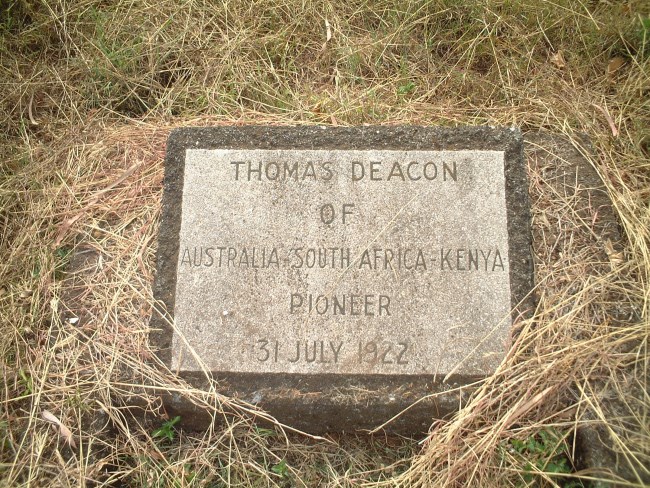 THOMAS DEACON
OF
AUSTRALIA-SOUTH AFRICA-KENYA
PIONEER
31 JULY 1922